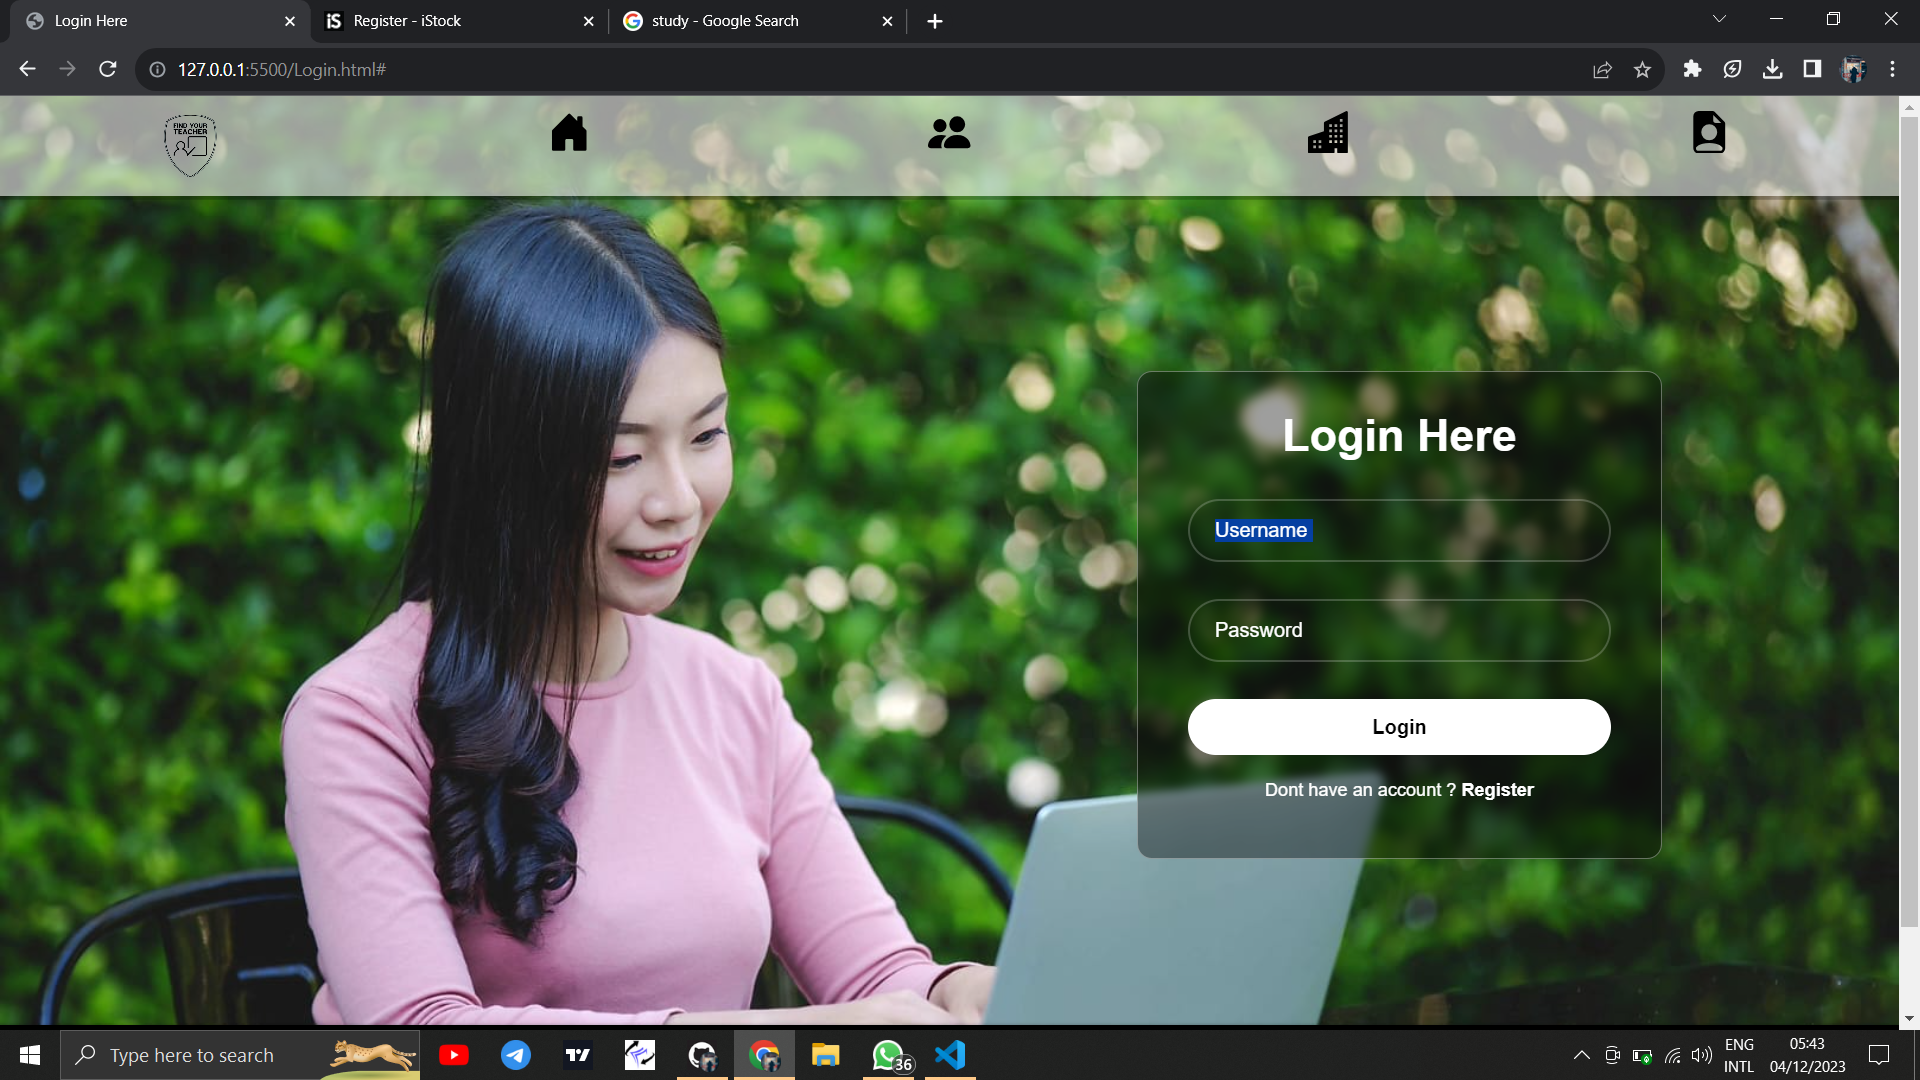 Login Here
Register - iStock
study - Google Search
127.0.0.1:5500/Login.html#
FIND YOUR
TEACHER
Login Here
Username
Password
Login
Dont have an account ? Register
Type here to search
36
ENG
INTL
05:43
04/12/2023